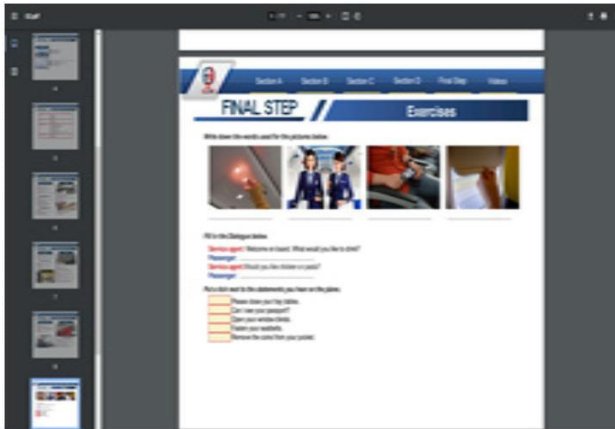 Section A Section B Section C Section D Final Step Videos
FINAL STEP
Exercises
Write down the words used for the pictures below.
Fill in the Dialogue below.
Service agent: Welcome on board. What would you like to drink?
Passenger:
Service agent: Would you like chicken or pasta?
Passenger:
Put a tick next to the statements you hear on the plane.
Please close your tray tables.
Can I see your passport?
Open your window blinds.
Fasten your seatbelts.
Remove the coins from your pocket.